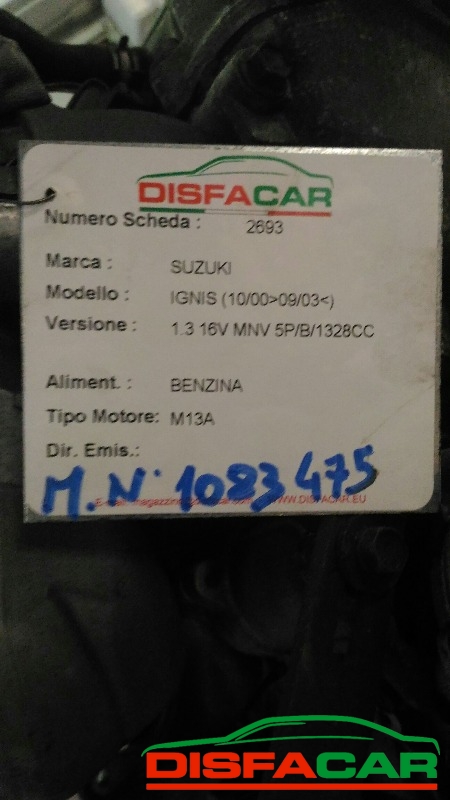 DISFACAR
Numero Scheda : 2693
Marca : SUZUKI
Modello : IGNIS (10/00>09/03<)
Versione : 1.3 16V MNV 5P/B/1328CC
Aliment. : BENZINA
Tipo Motore: M13A
Dir. Emis.:
M.N. 1083475
WWW.DISFACAR.EU
DISFACAR